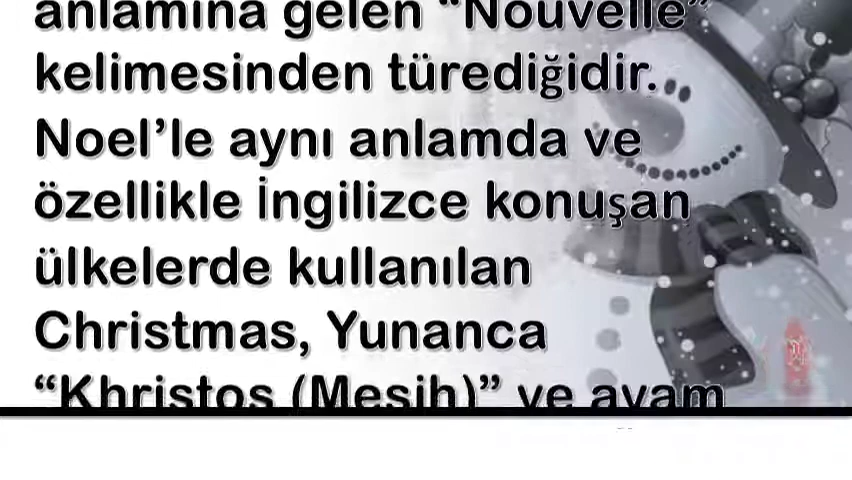 anlamına gelen “Nouvelle”
kelimesinden türediğidir.
Noel’le aynı anlamda ve
özellikle İngilizce konuşan
ülkelerde kullanılan
Christmas, Yunanca
“Khristos (Mesih)” ve avam